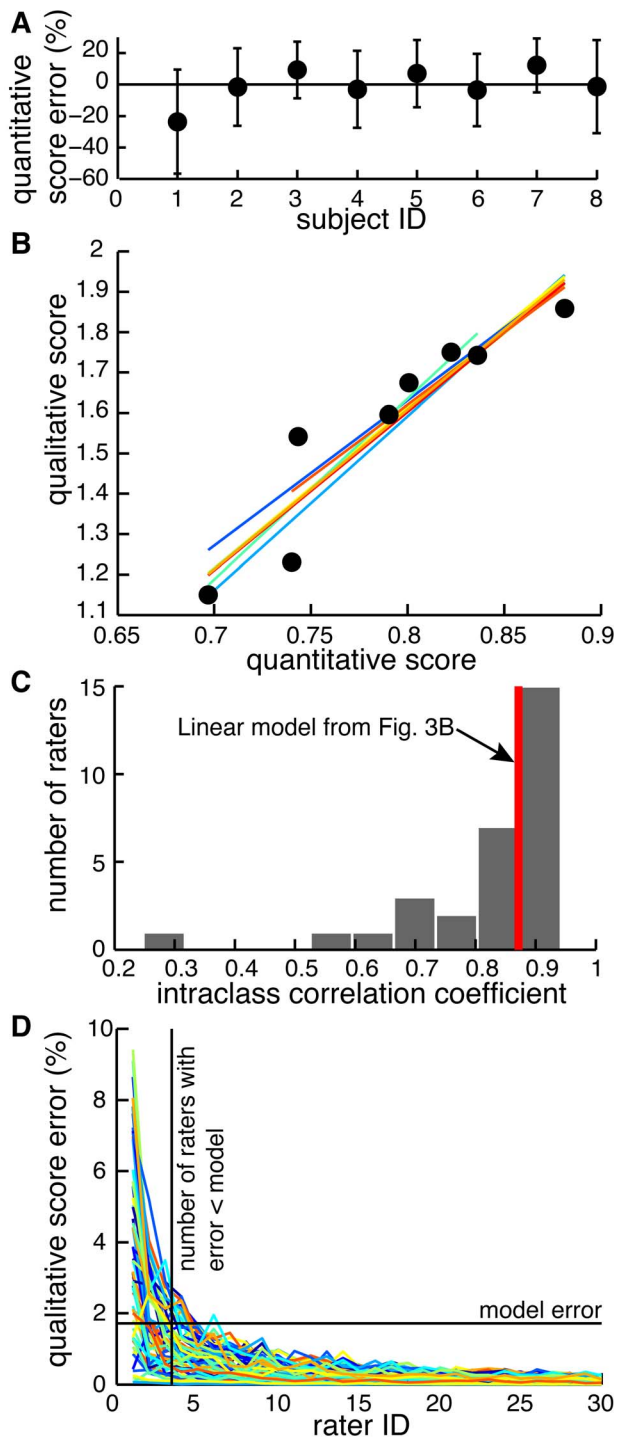 A
quantitative
score error (%)
20
0
−20
−40
−60
0 1 2 3 4 5 6 7 8
subject ID
B
qualitative score
2
1.9
1.8
1.7
1.6
1.5
1.4
1.3
1.2
1.1
0.65 0.7 0.75 0.8 0.85 0.9
quantitative score
C
number of raters
15
10
5
0
Linear model from Fig. 3B
0.2 0.3 0.4 0.5 0.6 0.7 0.8 0.9 1
intraclass correlation coefficient
D
qualitative score error (%)
10
8
6
4
2
0
number of raters with
error < model
model error
0 5 10 15 20 25 30
rater ID